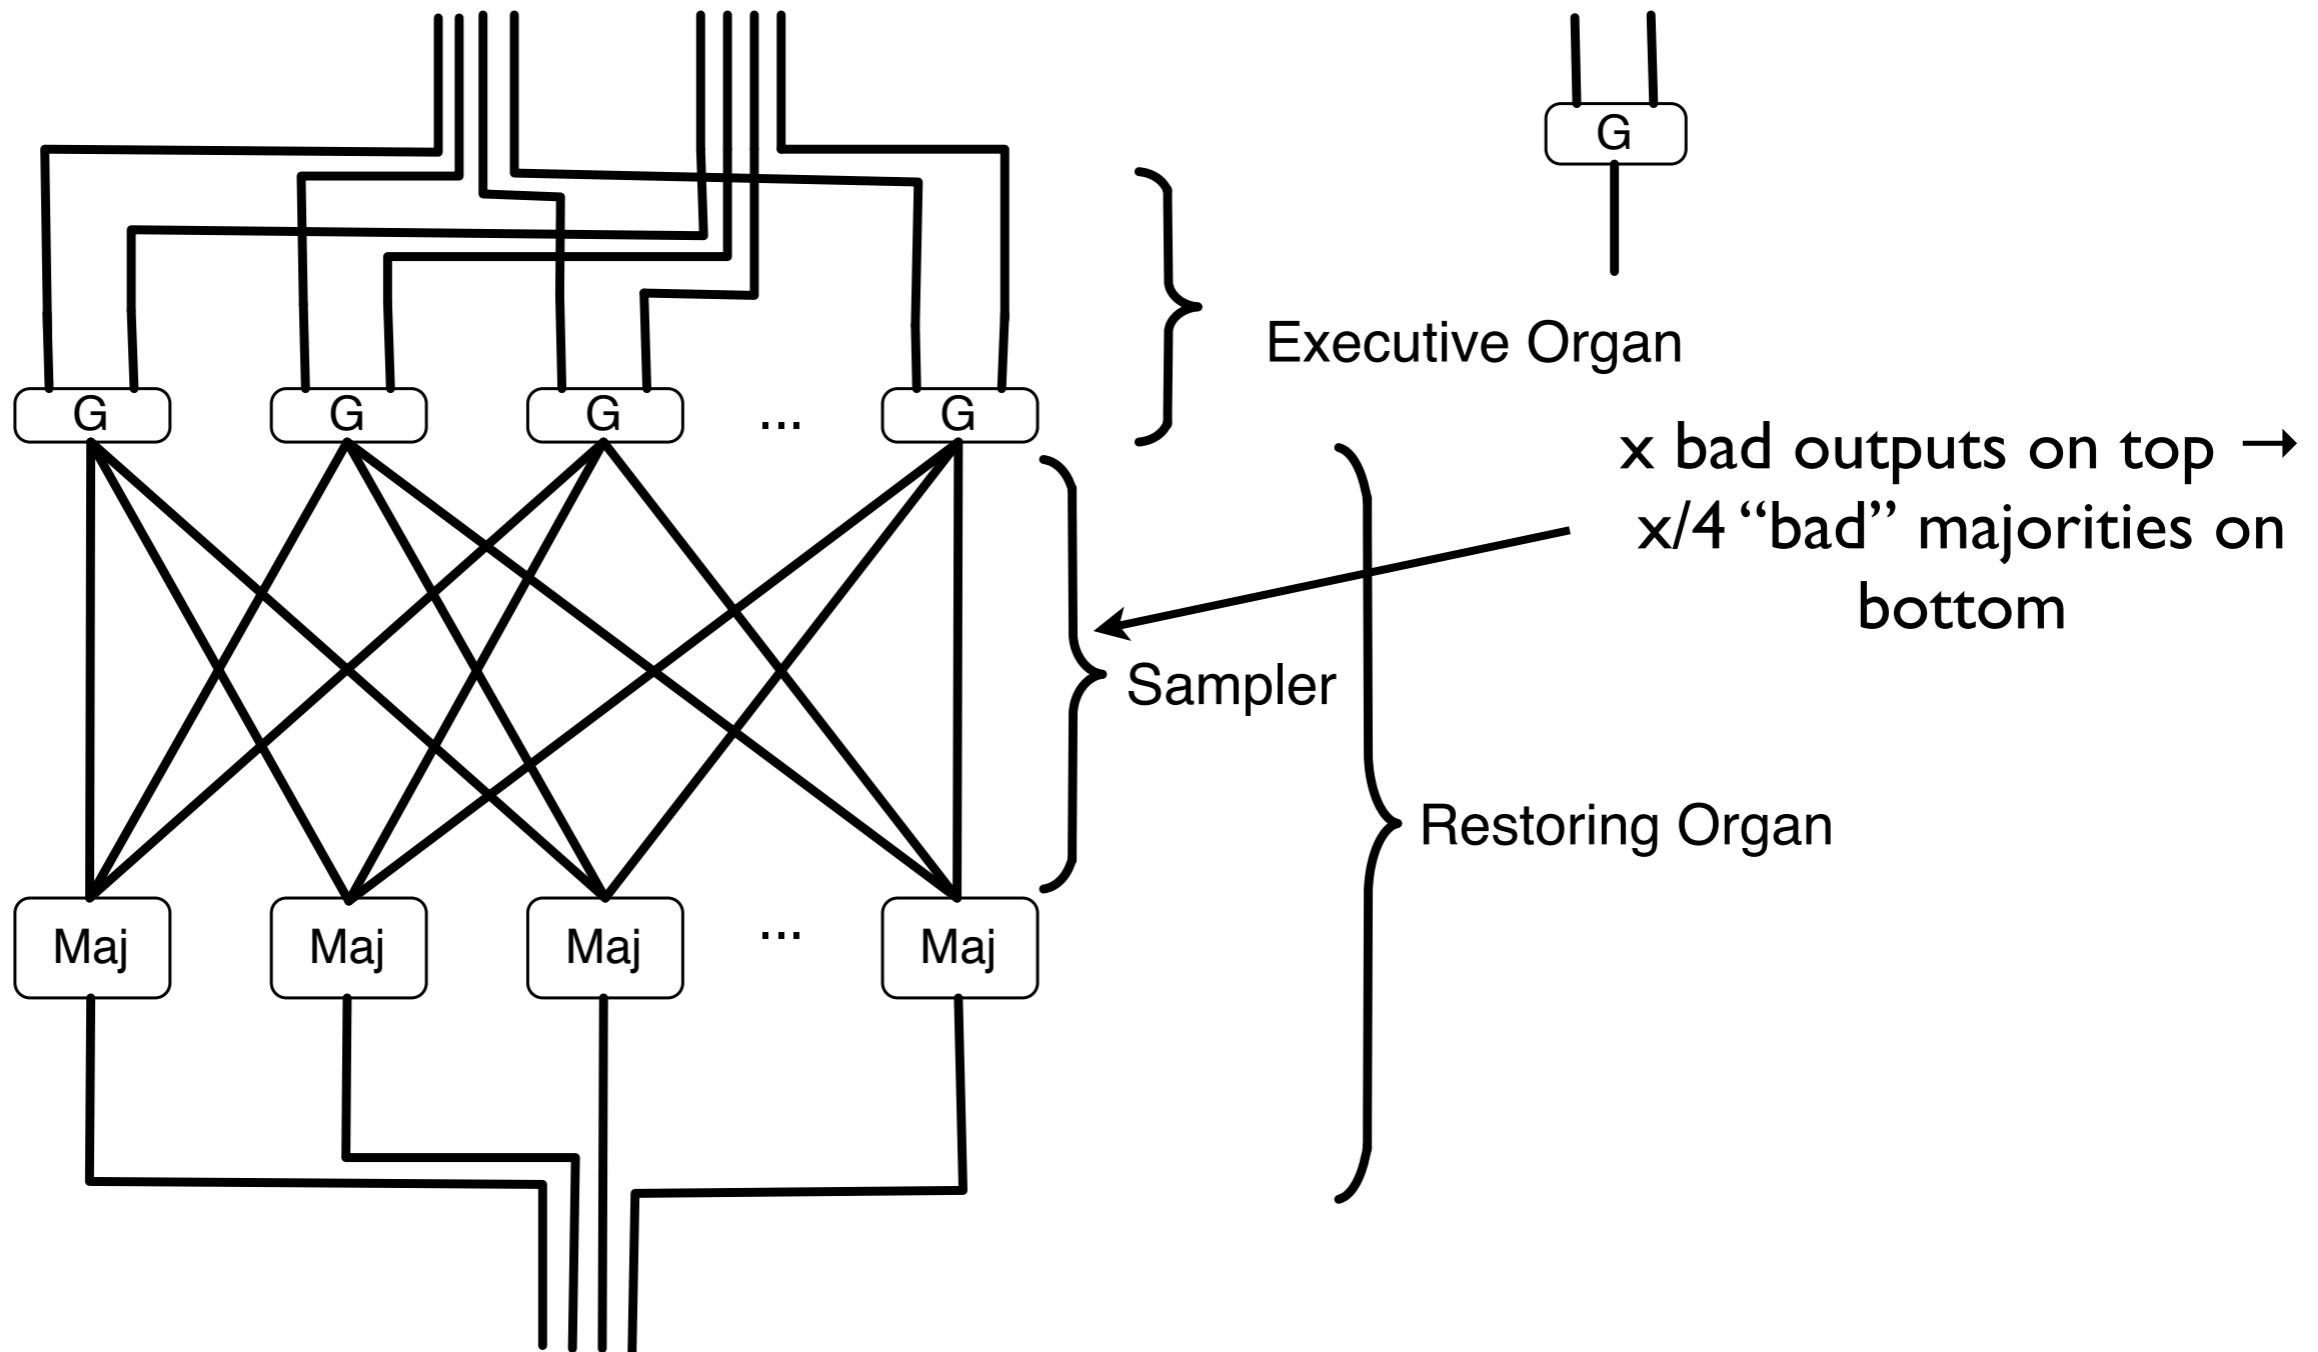 G
Executive Organ
G
G
G
...
G
x bad outputs on top →
x/4 “bad” majorities on
bottom
Sampler
Restoring Organ
Maj
Maj
Maj
...
Maj